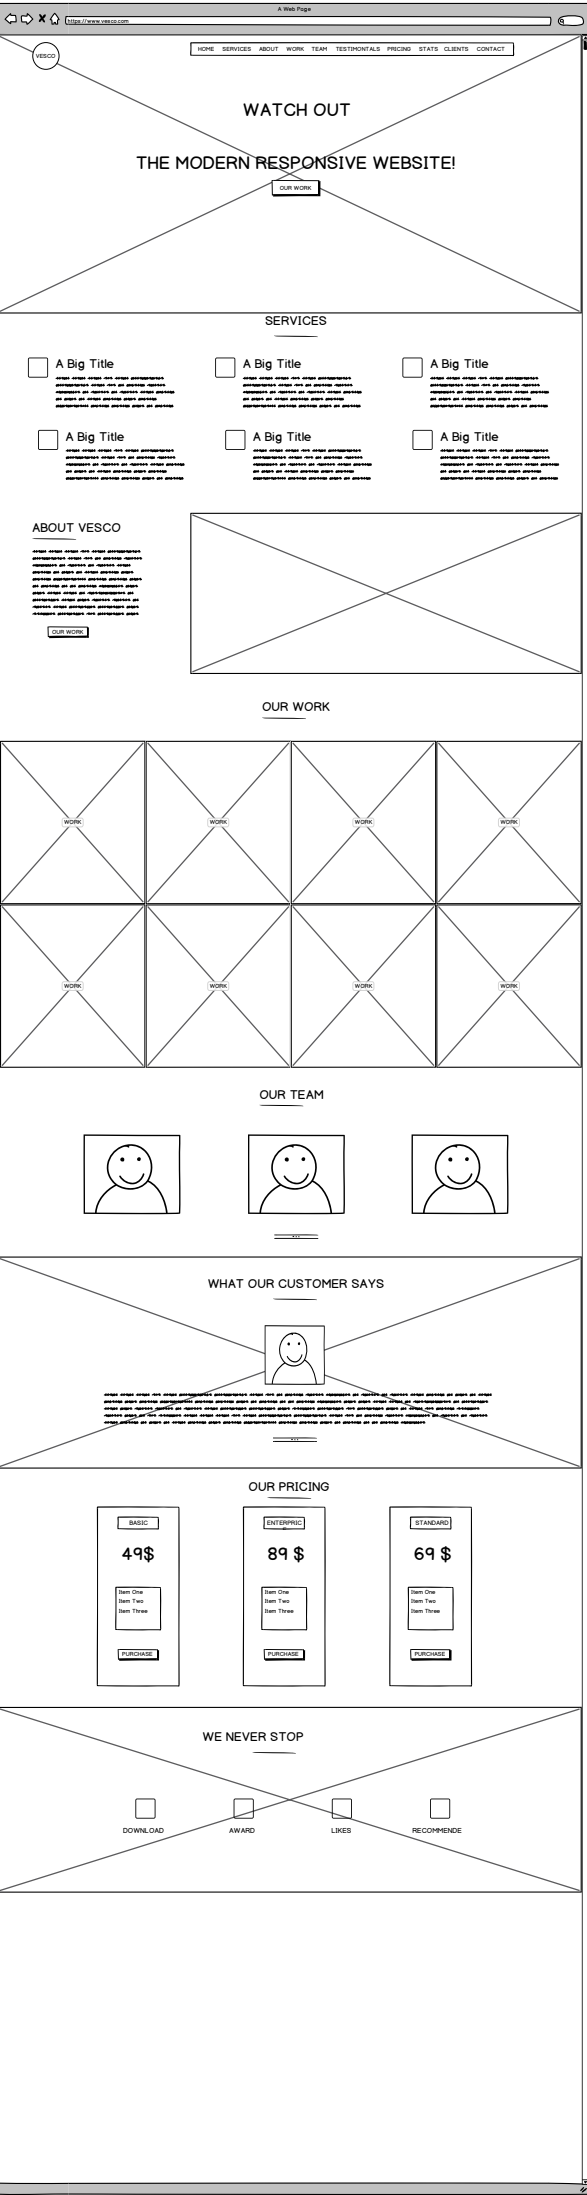 A Web Page
https://www.vesco.com
VESCO
HOME SERVICES ABOUT WORK TEAM TESTIMONTALS PRICING STATS CLIENTS CONTACT
WATCH OUT
THE MODERN RESPONSIVE WEBSITE!
OUR WORK
SERVICES
A Big Title A Big Title A Big Title
A Big Title A Big Title A Big Title
ABOUT VESCO
OUR WORK
OUR WORK
WORK WORK WORK WORK
WORK WORK WORK WORK
OUR TEAM
WHAT OUR CUSTOMER SAYS
OUR PRICING
BASIC ENTERPRIC STANDARD
E
49$ 89 $ 69 $
Item One Item One Item One
Item Two Item Two Item Two
Item Three Item Three Item Three
PURCHASE PURCHASE PURCHASE
WE NEVER STOP
DOWNLOAD AWARD LIKES RECOMMENDE